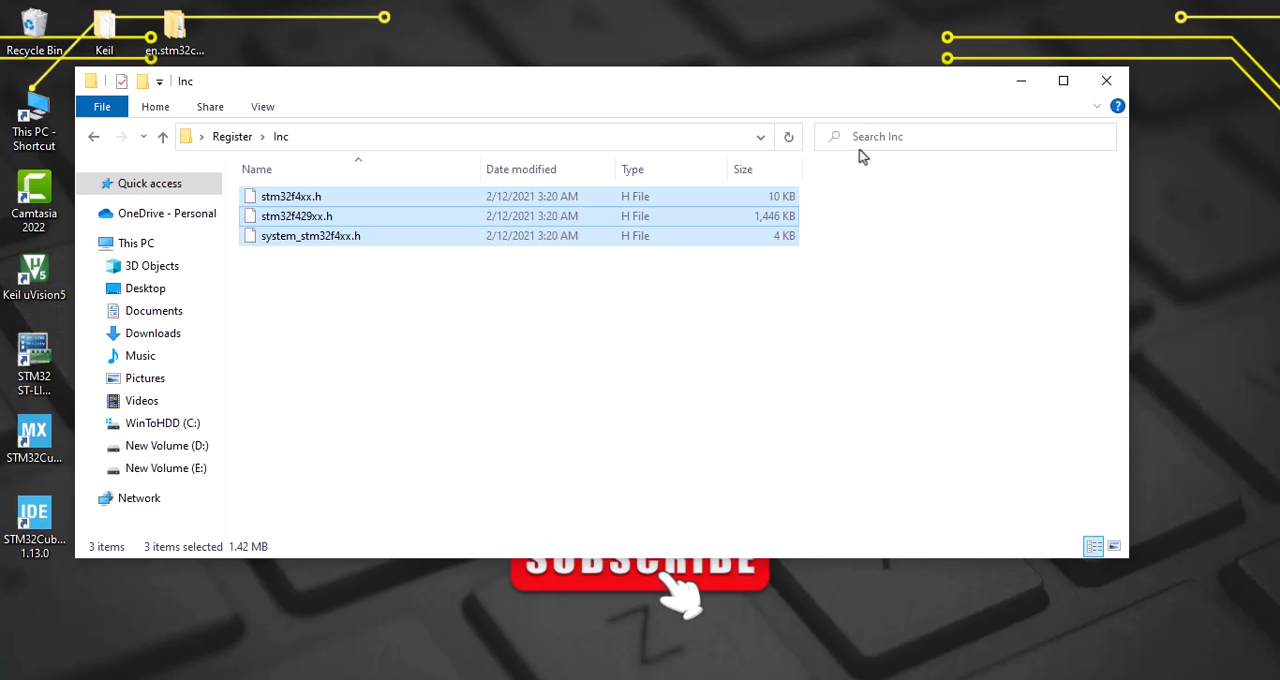 Recycle Bin
Keil
en.stm32c...
This PC -
Shortcut
Camtasia
2022
Keil uVision5
STM32
ST-LI...
MX
STM32Cu...
IDE
STM32Cub...
1.13.0
Inc
File Home Share View
Register Inc
Search Inc
Name Date modified Type Size
stm32f4xx.h 2/12/2021 3:20 AM H File 10 KB
stm32f429xx.h 2/12/2021 3:20 AM H File 1,446 KB
system_stm32f4xx.h 2/12/2021 3:20 AM H File 4 KB
Quick access
OneDrive - Personal
This PC
3D Objects
Desktop
Documents
Downloads
Music
Pictures
Videos
WinToHDD (C:)
New Volume (D:)
New Volume (E:)
Network
3 items 3 items selected 1.42 MB
SUBSCRIBE
Z